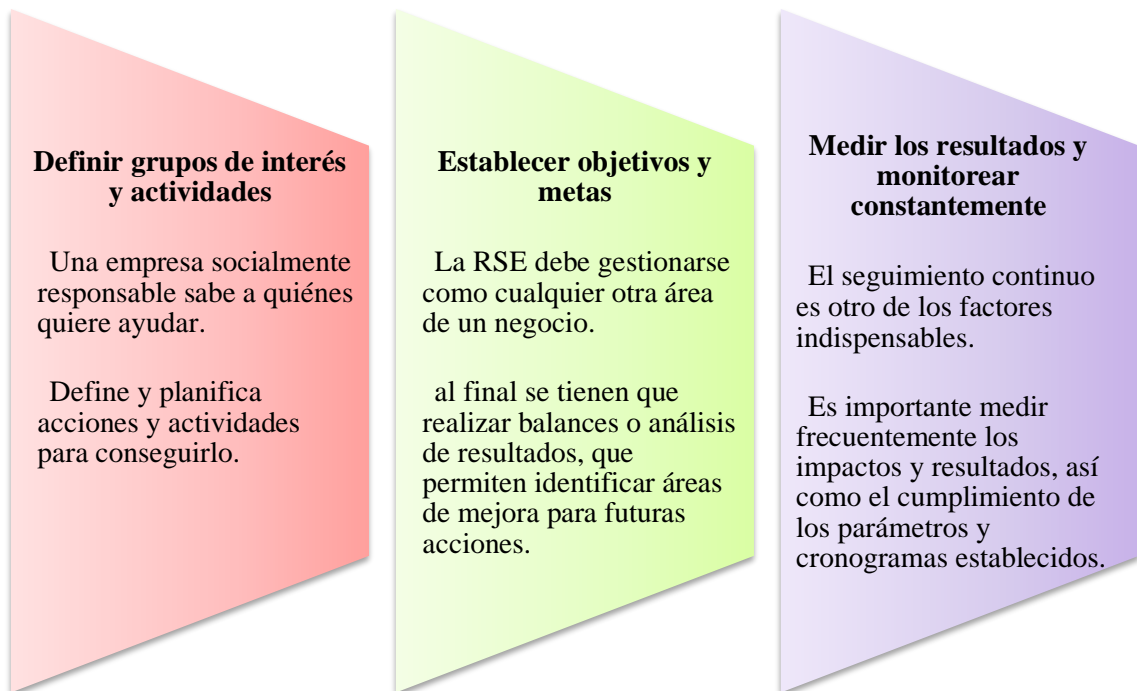 Definir grupos de interés
y actividades
Una empresa socialmente
responsable sabe a quiénes
quiere ayudar.
Define y planifica
acciones y actividades
para conseguirlo.
Establecer objetivos y
metas
La RSE debe gestionarse
como cualquier otra área
de un negocio.
al final se tienen que
realizar balances o análisis
de resultados, que
permiten identificar áreas
de mejora para futuras
acciones.
Medir los resultados y
monitorear
constantemente
El seguimiento continuo
es otro de los factores
indispensables.
Es importante medir
frecuentemente los
impactos y resultados, así
como el cumplimiento de
los parámetros y
cronogramas establecidos.